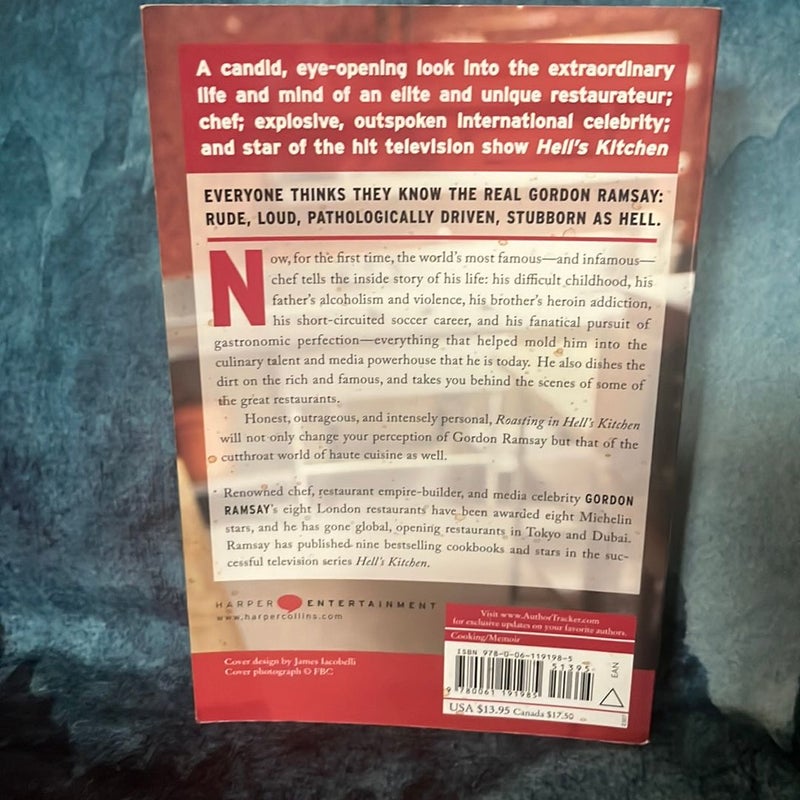 A candid, eye-opening look into the extraordinary
life and mind of an elite and unique restaurateur;
chef; explosive, outspoken international celebrity;
and star of the hit television show Hell's Kitchen
EVERYONE THINKS THEY KNOW THE REAL GORDON RAMSAY:
RUDE, LOUD, PATHOLOGICALLY DRIVEN, STUBBORN AS HELL.
Now, for the first time, the world's most famous—and infamous—
chef tells the inside story of his life: his difficult childhood, his
father's alcoholism and violence, his brother's heroin addiction,
his short-circuited soccer career, and his fanatical pursuit of
gastronomic perfection—everything that helped mold him into the
culinary talent and media powerhouse that he is today. He also dishes the
dirt on the rich and famous, and takes you behind the scenes of some of
the great restaurants.
Honest, outrageous, and intensely personal, Roasting in Hell's Kitchen
will not only change your perception of Gordon Ramsay but that of the
cutthroat world of haute cuisine as well.
Renowned chef, restaurant empire-builder, and media celebrity GORDON
RAMSAY's eight London restaurants have been awarded eight Michelin
stars, and he has gone global, opening restaurants in Tokyo and Dubai.
Ramsay has published nine bestselling cookbooks and stars in the suc-
cessful television series Hell's Kitchen.
HARPER ENTERTAINMENT
www.harpercollins.com
Visit www.AuthorTracker.com
for exclusive updates on your favorite authors.
Cooking/Memoir
Cover design by James Iacobelli
Cover photograph © FBC
ISBN 978-0-06-119198-5
51395
EAN
9 780061 191985
USA $13.95 Canada $17.50